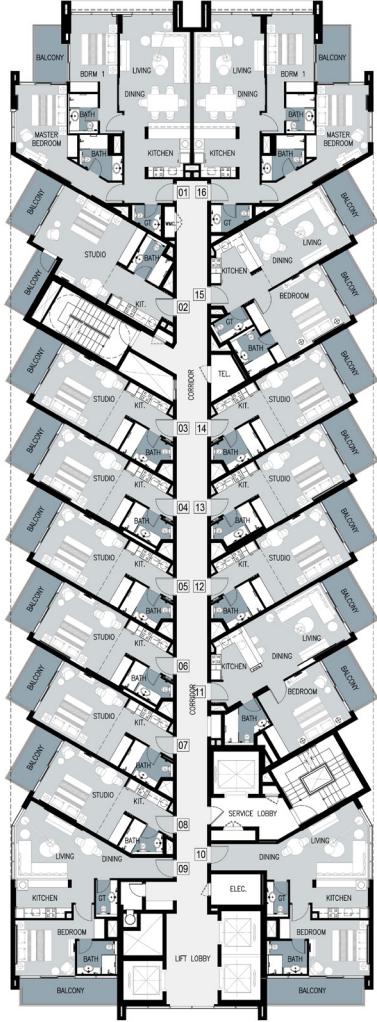 BALCONY
BDRM 1
LIVING
LIVING
BDRM 1
BALCONY
DINING
DINING
BATH
BATH
MASTER
BEDROOM
MASTER
BEDROOM
BATH
KITCHEN
KITCHEN
BATH
01
16
BALCONY
GT
GT
BALCONY
STUDIO
BATH
LIVING
KITCHEN
DINING
BALCONY
KIT.
02
15
BEDROOM
BALCONY
GT
BATH
BALCONY
CORRIDOR
TEL.
BALCONY
STUDIO
STUDIO
KIT.
KIT.
03
14
BALCONY
BATH
BATH
BALCONY
STUDIO
STUDIO
KIT.
KIT.
04
13
BALCONY
BATH
BATH
BALCONY
STUDIO
STUDIO
KIT.
KIT.
05
12
BALCONY
BATH
BATH
BALCONY
STUDIO
LIVING
KIT.
DINING
06
KITCHEN
BALCONY
BATH
CORRIDOR
11
BEDROOM
BALCONY
STUDIO
KIT.
BATH
07
BALCONY
BATH
STUDIO
KIT.
SERVICE LOBBY
08
BATH
LIVING
DINING
10
DINING
LIVING
09
KITCHEN
GT
ELEC.
GT
KITCHEN
BEDROOM
BEDROOM
BATH
LIFT LOBBY
BATH
BALCONY
BALCONY